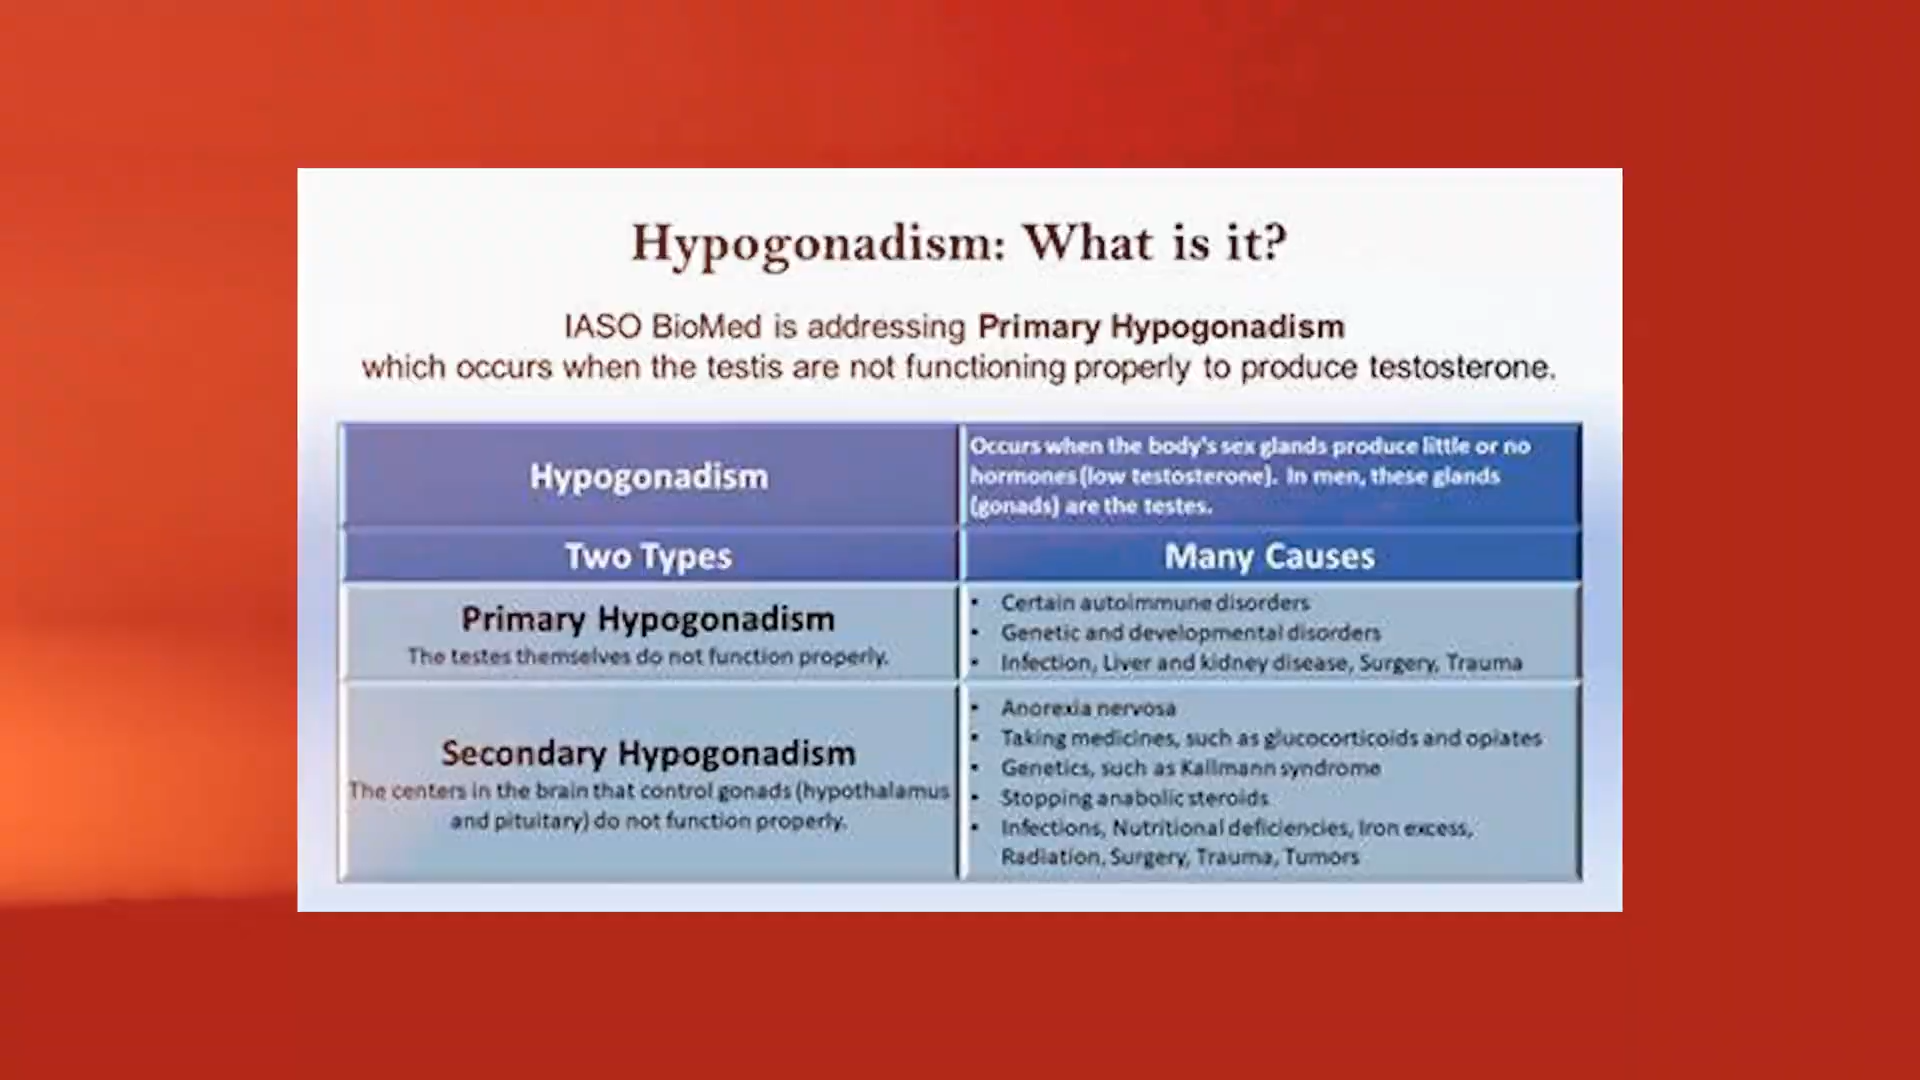 Hypogonadism: What is it?
IASO BioMed is addressing Primary Hypogonadism
which occurs when the testis are not functioning properly to produce testosterone.
Hypogonadism
Occurs when the body's sex glands produce little or no
hormones (low testosterone). In men, these glands
(gonads) are the testes.
Two Types
Many Causes
Primary Hypogonadism
The testes themselves do not function properly.
• Certain autoimmune disorders
• Genetic and developmental disorders
• Infection, Liver and kidney disease, Surgery, Trauma
Secondary Hypogonadism
The centers in the brain that control gonads (hypothalamus
and pituitary) do not function properly.
• Anorexia nervosa
• Taking medicines, such as glucocorticoids and opiates
• Genetics, such as Kallmann syndrome
• Stopping anabolic steroids
• Infections, Nutritional deficiencies, Iron excess,
Radiation, Surgery, Trauma, Tumors